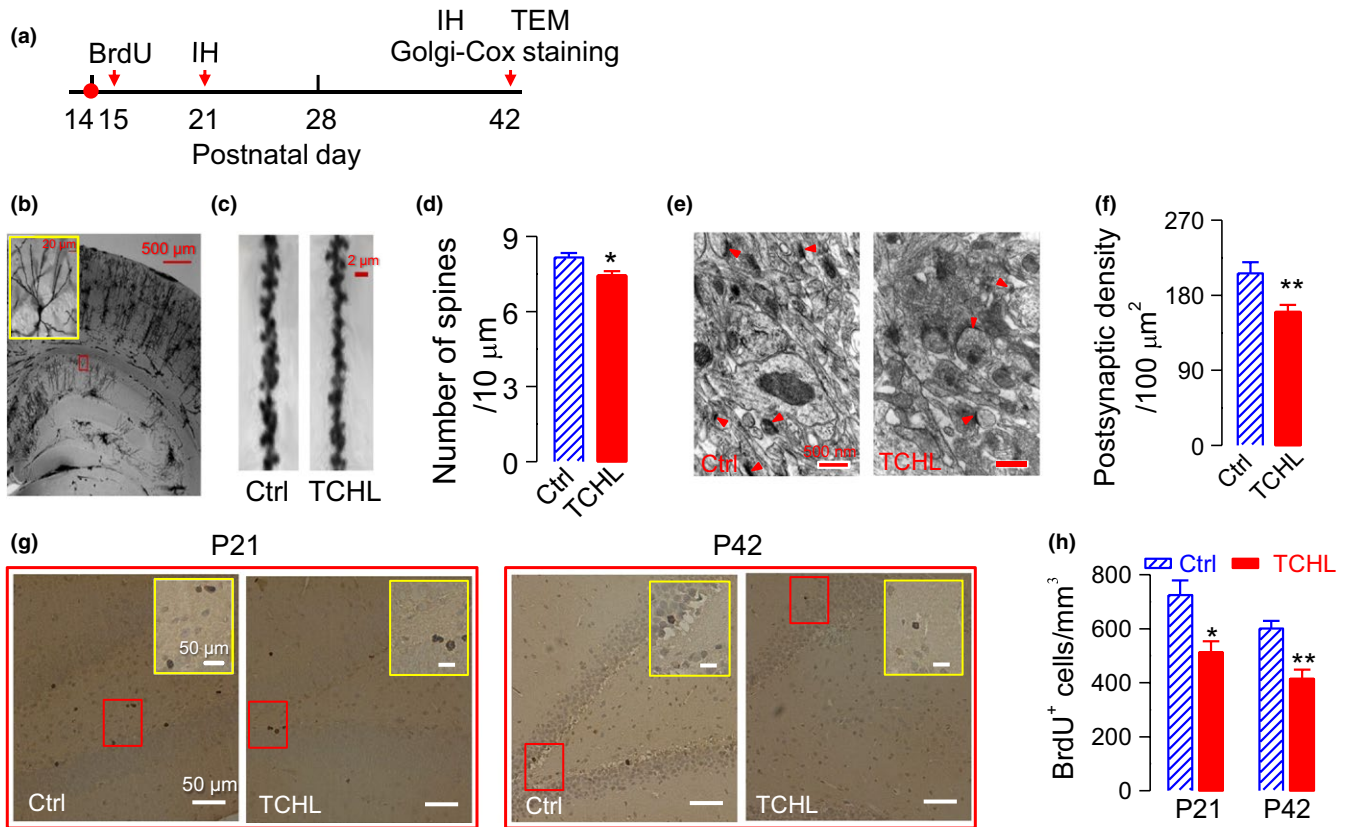 (a)
IH TEM
BrdU IH Golgi-Cox staining
14 15 21 28 42
Postnatal day
(b)
20 µm
500 µm
(c)
2 µm
Ctrl TCHL
(d)
Number of spines
/10 µm
9
6
3
0
Ctrl
TCHL
*
(e)
Ctrl
500 nm
TCHL
(f)
Postsynaptic density
/100 µm²
270
180
90
0
Ctrl
TCHL
**
(g)
P21
50 µm
50 µm
Ctrl
TCHL
P42
Ctrl
TCHL
(h)
Ctrl TCHL
BrdU⁺ cells/mm³
800
600
400
200
0
*
**
P21 P42